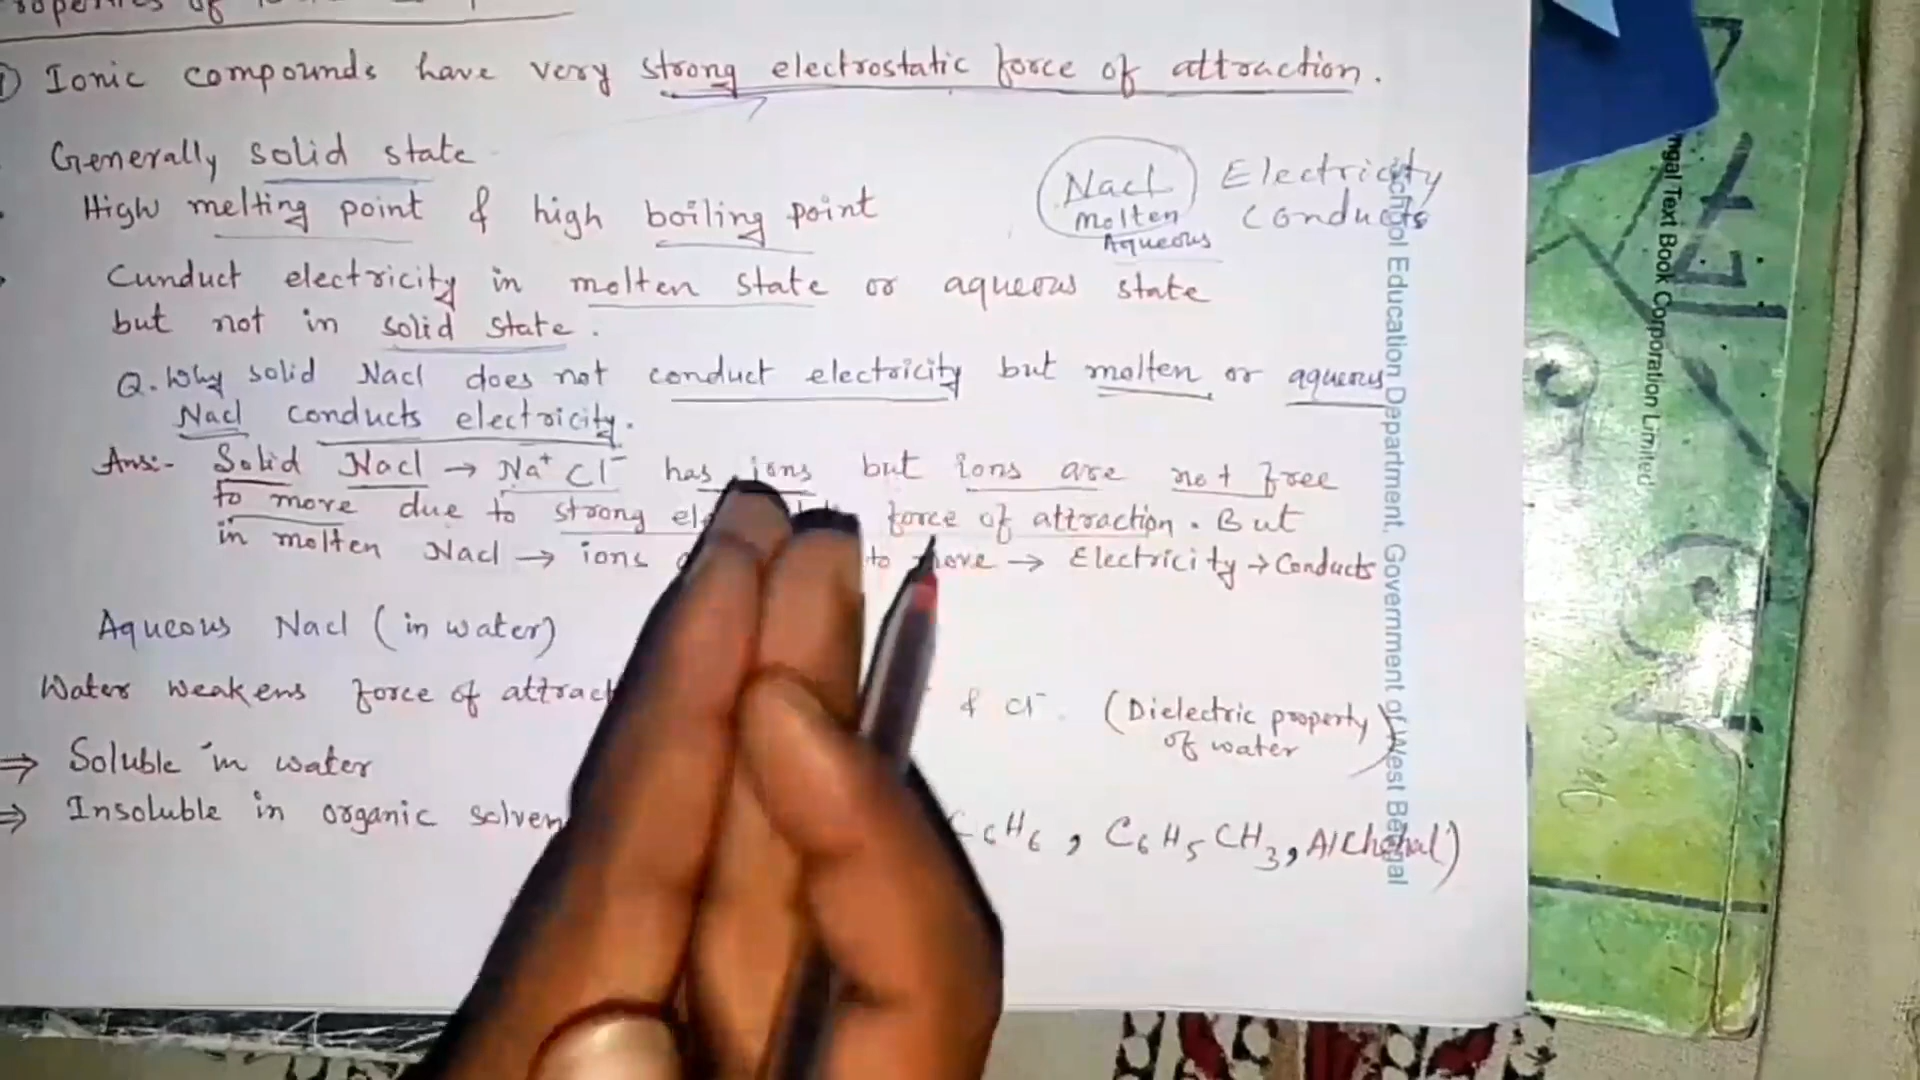 Ionic compounds have very strong electrostatic force of attraction.
Generally solid state
High melting point & high boiling point
Nacl
molten
Aqueous
Electricity
Conducts
Cunduct electricity in molten state or aqueous state
but not in solid state.
Q. Why solid Nacl does not conduct electricity but molten or aqueous
Nacl conducts electricity.
Ans:- Solid Nacl → Na+ Cl- has ions but ions are not free
to move due to strong force of attraction. But
in molten Nacl → ions to move → Electricity → Conducts
Aqueous Nacl (in water)
Water weakens force of & Cl-. (Dielectric property
of water)
⇒ Soluble in water
⇒ Insoluble in organic C6H6, C6H5CH3, Alchohal)
School Education Department, Government of West Bengal
Text Book Corporation Limited